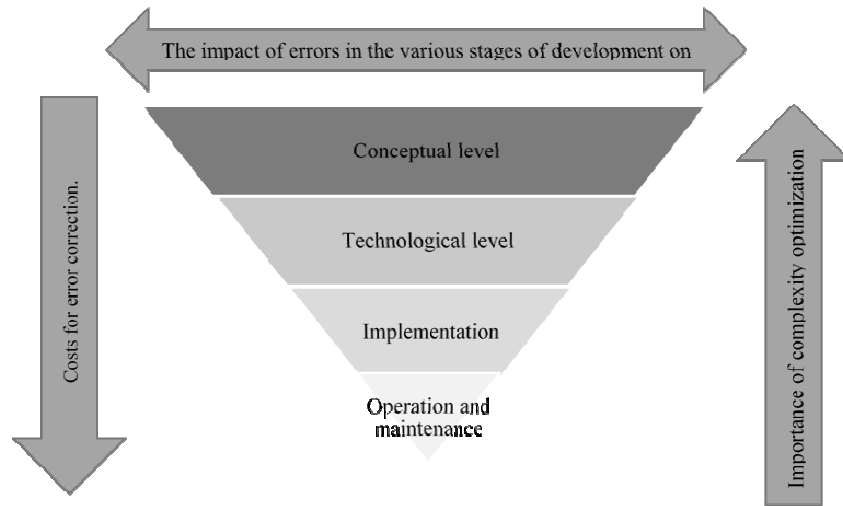 The impact of errors in the various stages of development on
Costs for error correction.
Conceptual level
Technological level
Implementation
Operation and
maintenance
Importance of complexity optimization